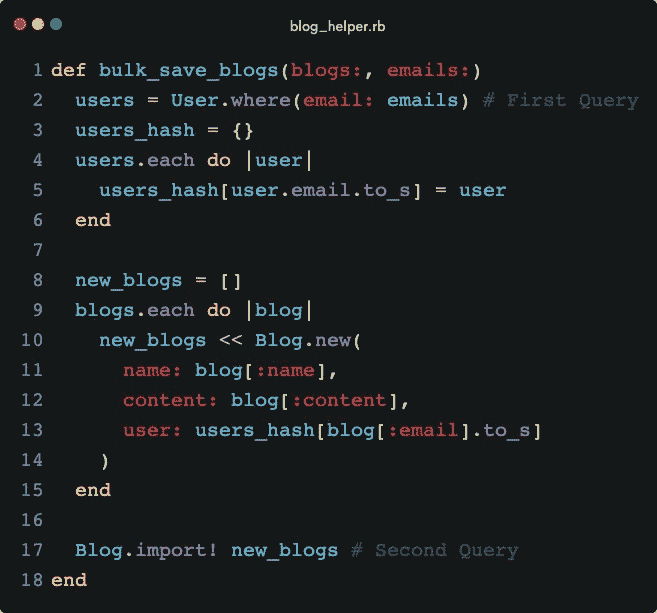 blog_helper.rb
1 def bulk_save_blogs(blogs:, emails:)
2   users = User.where(email: emails) # First Query
3   users_hash = {}
4   users.each do |user|
5     users_hash[user.email.to_s] = user
6   end
7
8   new_blogs = []
9   blogs.each do |blog|
10     new_blogs << Blog.new(
11       name: blog[:name],
12       content: blog[:content],
13       user: users_hash[blog[:email].to_s]
14     )
15   end
16
17   Blog.import! new_blogs # Second Query
18 end